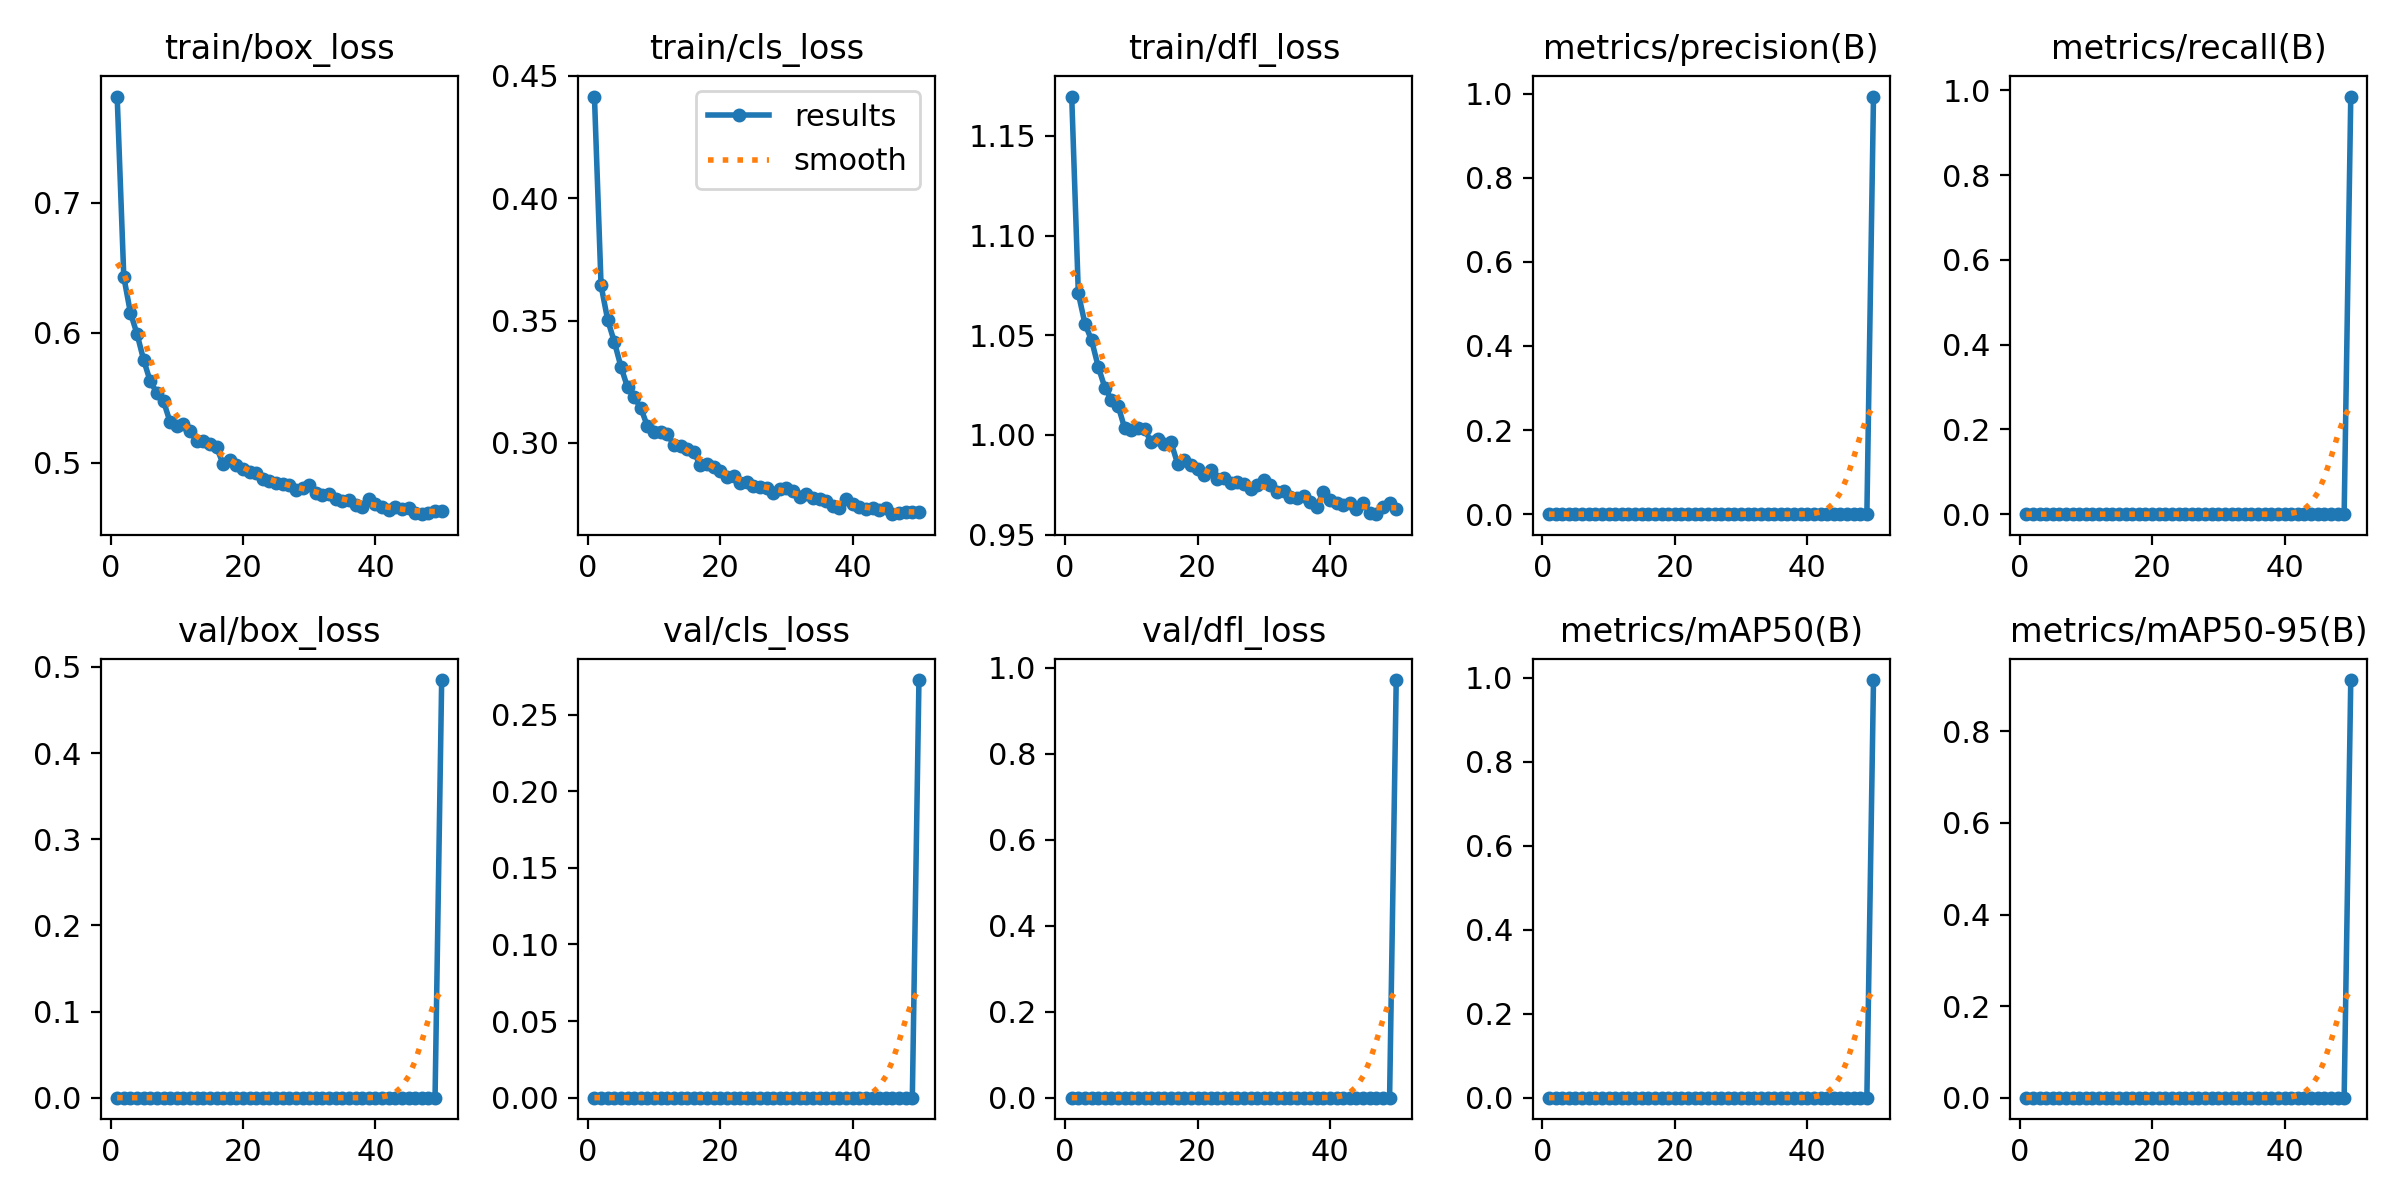 train/box_loss
0.7
0.6
0.5
0 20 40
train/cls_loss
results
smooth
0.45
0.40
0.35
0.30
0 20 40
train/dfl_loss
1.15
1.10
1.05
1.00
0.95
0 20 40
metrics/precision(B)
1.0
0.8
0.6
0.4
0.2
0.0
0 20 40
metrics/recall(B)
1.0
0.8
0.6
0.4
0.2
0.0
0 20 40
val/box_loss
0.5
0.4
0.3
0.2
0.1
0.0
0 20 40
val/cls_loss
0.25
0.20
0.15
0.10
0.05
0.00
0 20 40
val/dfl_loss
1.0
0.8
0.6
0.4
0.2
0.0
0 20 40
metrics/mAP50(B)
1.0
0.8
0.6
0.4
0.2
0.0
0 20 40
metrics/mAP50-95(B)
0.8
0.6
0.4
0.2
0.0
0 20 40